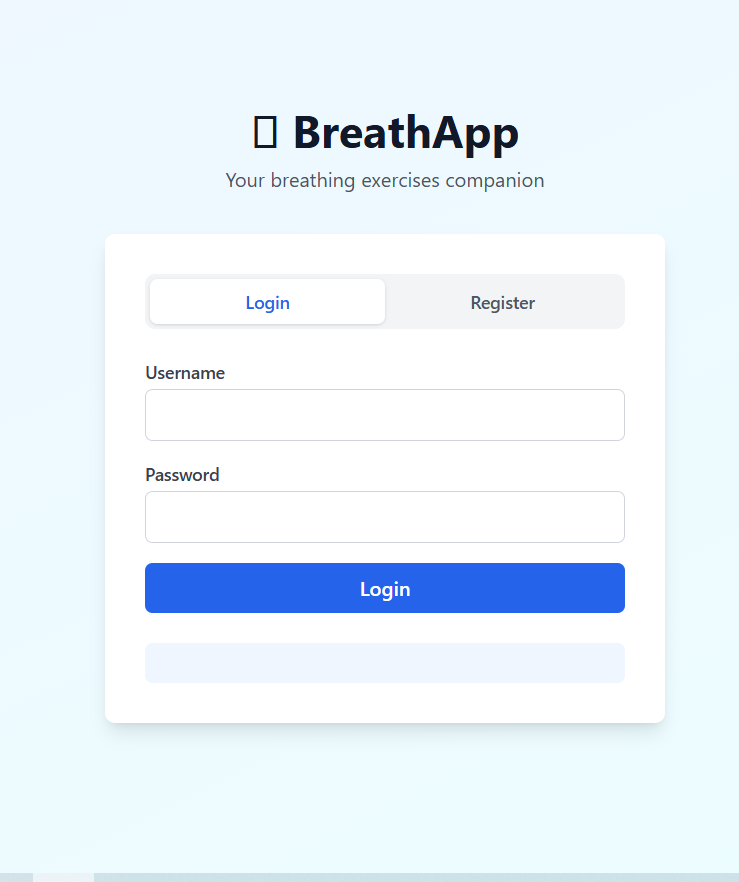 BreathApp
Your breathing exercises companion
Login
Register
Username
Password
Login